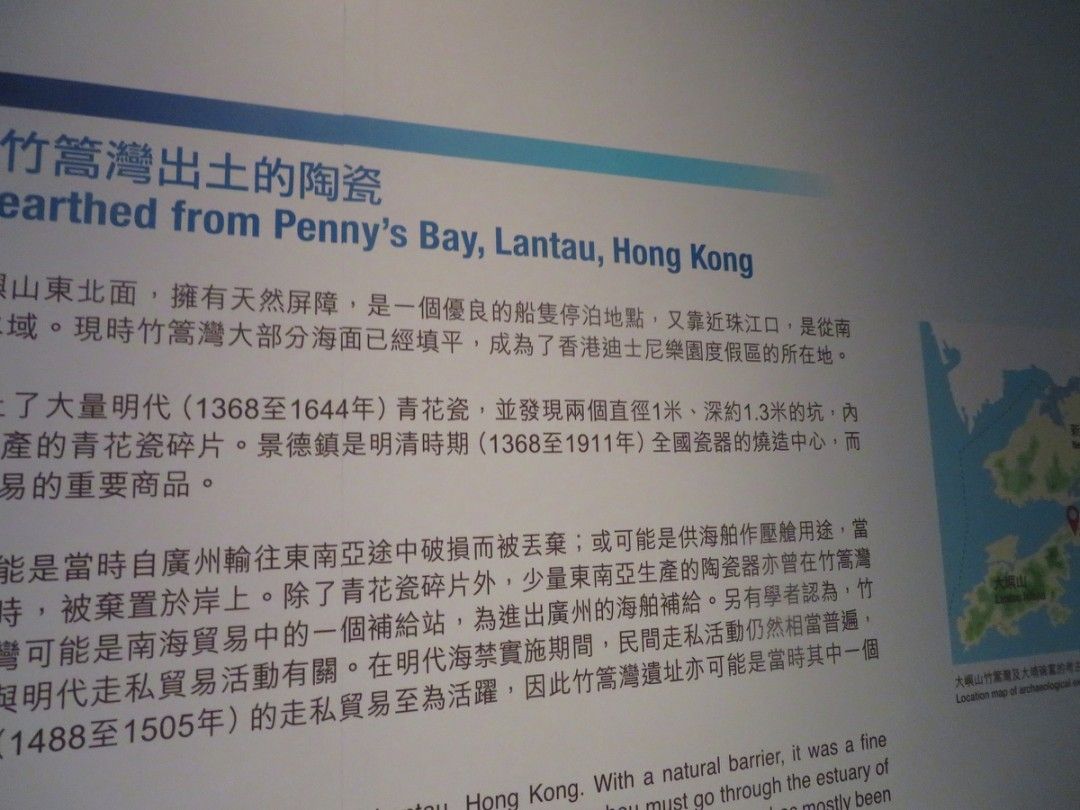 竹篙灣出土的陶瓷
earthed from Penny's Bay, Lantau, Hong Kong
山東北面，擁有天然屏障，是一個優良的船隻停泊地點，又靠近珠江口，是從南
域。現時竹篙灣大部分海面已經填平，成為了香港迪士尼樂園度假區的所在地。
了大量明代（1368至1644年）青花瓷，並發現兩個直徑1米、深約1.3米的坑，內
產的青花瓷碎片。景德鎮是明清時期（1368至1911年）全國瓷器的燒造中心，而
易的重要商品。
能是當時自廣州輸往東南亞途中破損而被丟棄；或可能是供海舶作壓艙用途，當
時，被棄置於岸上。除了青花瓷碎片外，少量東南亞生產的陶瓷器亦曾在竹篙灣
灣可能是南海貿易中的一個補給站，為進出廣州的海舶補給。另有學者認為，竹
與明代走私貿易活動有關。在明代海禁實施期間，民間走私活動仍然相當普遍，
（1488至1505年）的走私貿易至為活躍，因此竹篙灣遺址亦可能是當時其中一個
Hong Kong. With a natural barrier, it was a fine
must go through the estuary of
mostly been
大嶼山
大嶼山竹篙灣及
Location map of archaeological